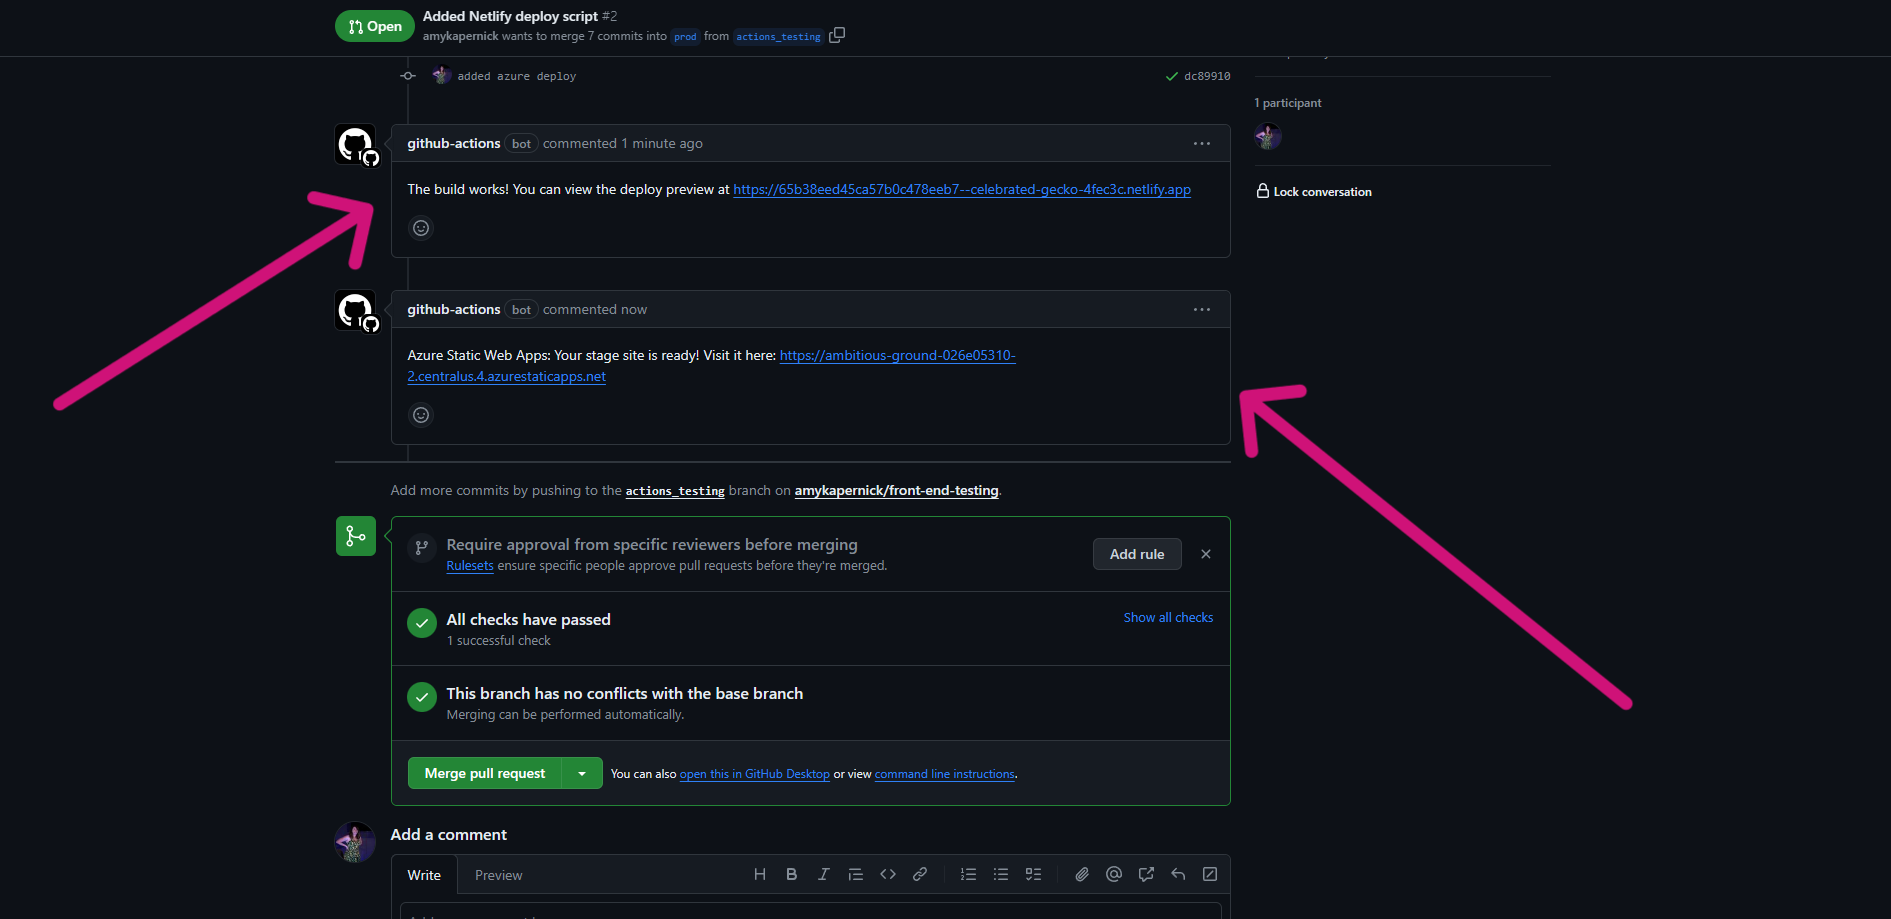 Open
Added Netlify deploy script #2
amykapernick wants to merge 7 commits into prod from actions_testing
added azure deploy
dc89910
1 participant
github-actions bot commented 1 minute ago
The build works! You can view the deploy preview at https://65b38eed45ca57b0c478eeb7--celebrated-gecko-4fec3c.netlify.app
Lock conversation
github-actions bot commented now
Azure Static Web Apps: Your stage site is ready! Visit it here: https://ambitious-ground-026e05310-
2.centralus.4.azurestaticapps.net
Add more commits by pushing to the actions_testing branch on amykapernick/front-end-testing.
Require approval from specific reviewers before merging
Rulesets ensure specific people approve pull requests before they're merged.
Add rule
All checks have passed
1 successful check
Show all checks
This branch has no conflicts with the base branch
Merging can be performed automatically.
Merge pull request
You can also open this in GitHub Desktop or view command line instructions.
Add a comment
Write
Preview